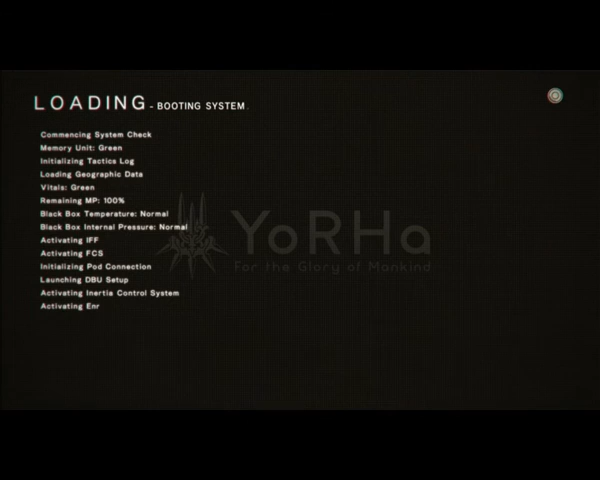 LOADING - BOOTING SYSTEM
Commencing System Check
Memory Unit: Green
Initializing Tactics Log
Loading Geographic Data
Vitals: Green
Remaining MP: 100%
Black Box Temperature: Normal
Black Box Internal Pressure: Normal
Activating IFF
Activating FCS
Initializing Pod Connection
Launching DBU Setup
Activating Inertia Control System
Activating Enr
YoRHa
For the Glory of Mankind